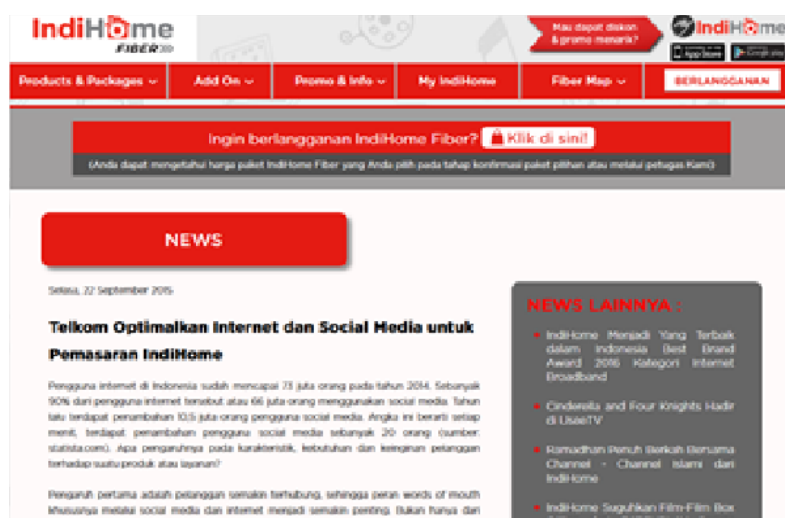 IndiHome
FIBER
Mau dapat diskon
& promo menarik?
IndiHome
App Store
Google play
Products & Packages
Add On
Promo & Info
My IndiHome
Fiber Map
BERLANGGANAN
Ingin berlangganan IndiHome Fiber? Klik di sini!
(Anda dapat mengetahui harga paket IndiHome Fiber yang Anda pilih pada tahap konfirmasi paket pilihan atau melalui petugas Kami)
NEWS
Selasa, 22 September 2015
Telkom Optimalkan Internet dan Social Media untuk
Pemasaran IndiHome
Pengguna internet di Indonesia sudah mencapai 73 juta orang pada tahun 2014. Sebanyak
90% dari pengguna internet tersebut atau 66 juta orang menggunakan social media. Tahun
lalu terdapat penambahan 10,5 juta orang pengguna social media. Angka ini berarti setiap
menit, terdapat penambahan pengguna social media sebanyak 20 orang (sumber:
statista.com). Apa pengaruhnya pada karakteristik, kebutuhan dan keinginan pelanggan
terhadap suatu produk atau layanan?
Pengaruh pertama adalah pelanggan semakin terhubung, sehingga peran words of mouth
khususnya melalui social media dan internet menjadi semakin penting. Bukan hanya dari
NEWS LAINNYA :
IndiHome Menjadi Yang Terbaik
dalam Indonesia Best Brand
Award 2016 Kategori Internet
Broadband
Cinderella and Four Knights Hadir
di UseeTV
Ramadhan Penuh Berkah Bersama
Channel - Channel Islami dari
IndiHome
IndiHome Suguhkan Film-Film Box